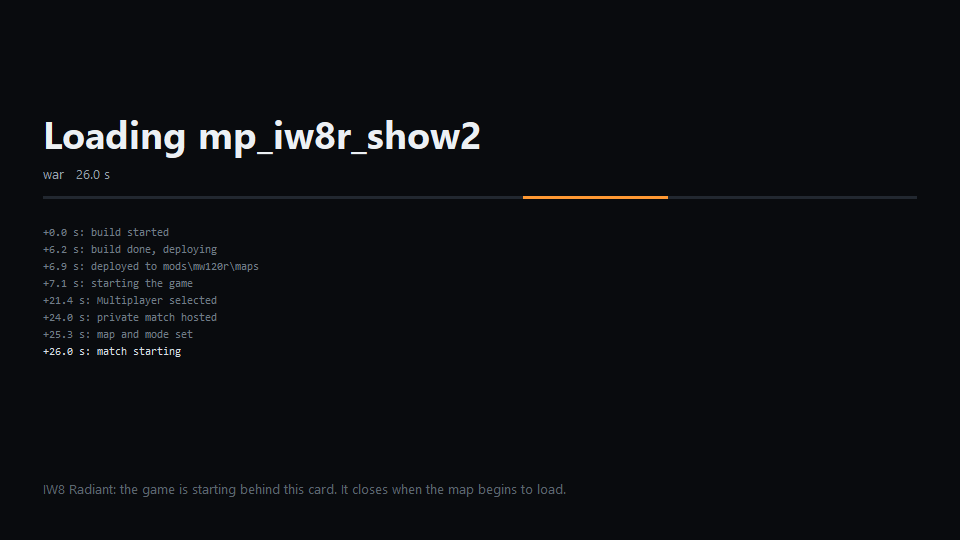 Loading mp_iw8r_show2
war 26.0 s
+0.0 s: build started
+6.2 s: build done, deploying
+6.9 s: deployed to mods\mw120r\maps
+7.1 s: starting the game
+21.4 s: Multiplayer selected
+24.0 s: private match hosted
+25.3 s: map and mode set
+26.0 s: match starting
IW8 Radiant: the game is starting behind this card. It closes when the map begins to load.